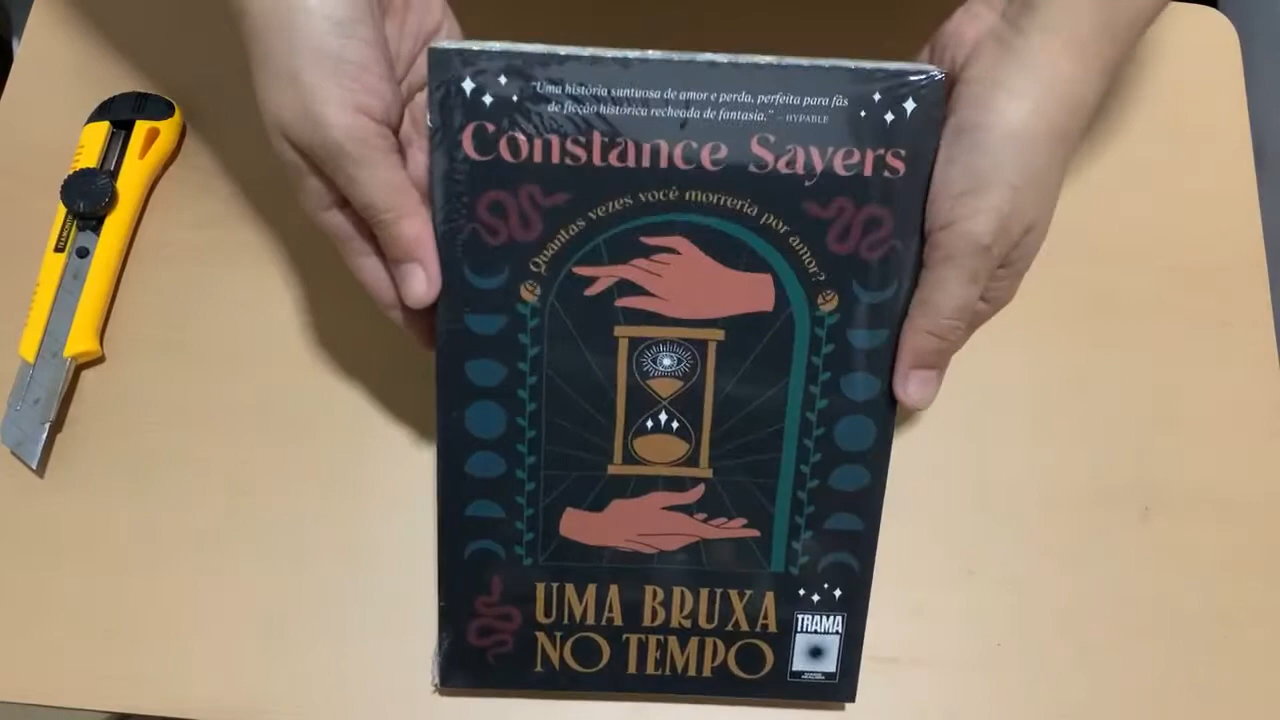 "Uma história suntuosa de amor e perda, perfeita para fãs
de ficção histórica recheada de fantasia." – HYPABLE
Constance Sayers
Quantas vezes você morreria por amor?
UMA BRUXA
NO TEMPO
TRAMA
TRAMONTINA